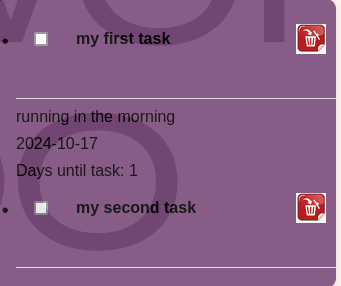 my first task
running in the morning
2024-10-17
Days until task: 1
my second task